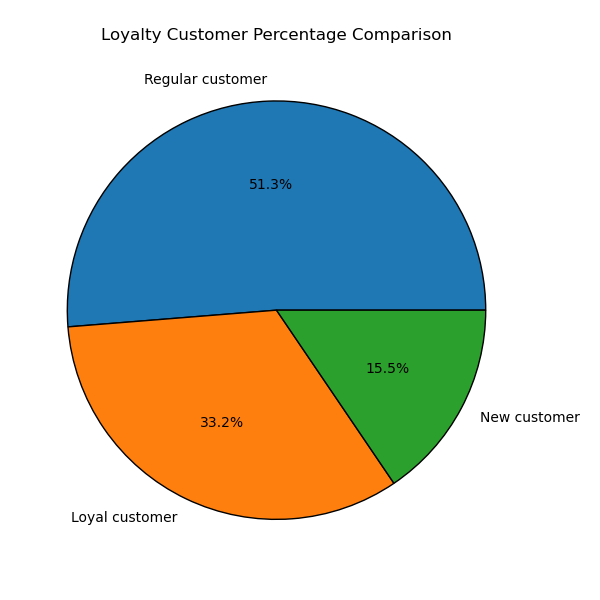 Loyalty Customer Percentage Comparison
Regular customer
51.3%
15.5%
33.2%
New customer
Loyal customer